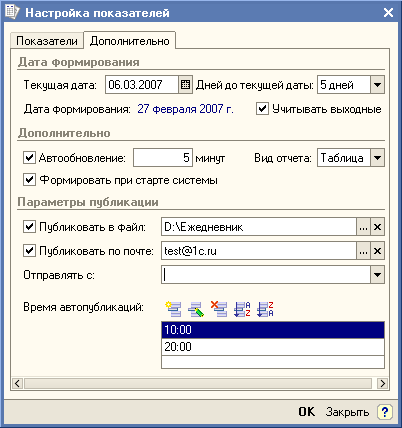 Настройка показателей
Показатели Дополнительно
Дата формирования
Текущая дата: 06.03.2007 Дней до текущей даты: 5 дней
Дата формирования: 27 февраля 2007 г. Учитывать выходные
Дополнительно
Автообновление: 5 минут Вид отчета: Таблица
Формировать при старте системы
Параметры публикации
Публиковать в файл: D:\Ежедневник ... ×
Публиковать по почте: test@1c.ru ... ×
Отправлять с:
Время автопубликаций:
10:00
20:00
OK Закрыть ?